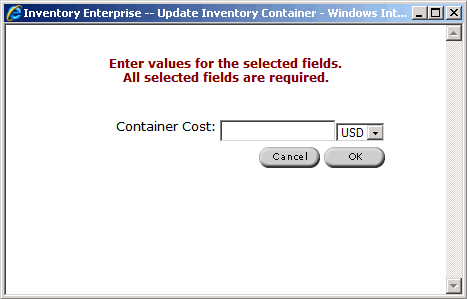 Inventory Enterprise -- Update Inventory Container - Windows Int...
Enter values for the selected fields.
All selected fields are required.
Container Cost: USD
Cancel OK